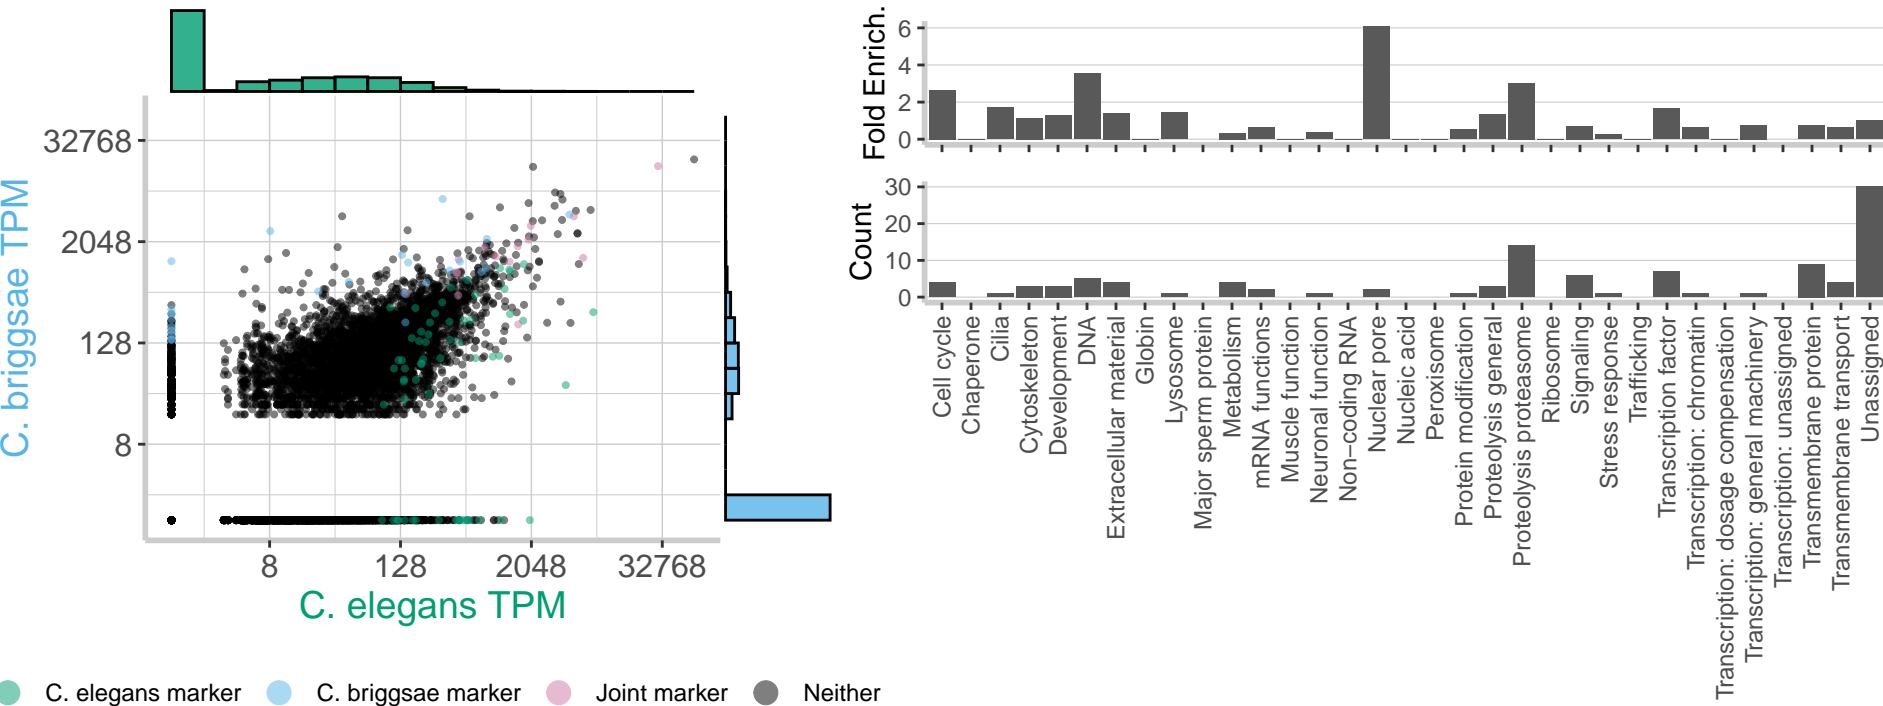 32768
2048
128
8
C. briggsae TPM
8
128
2048
32768
C. elegans TPM
C. elegans marker
C. briggsae marker
Joint marker
Neither
Fold Enrich.
6
4
2
0
Count
30
20
10
0
Cell cycle
Chaperone
Cilia
Cytoskeleton
Development
DNA
Extracellular material
Globin
Lysosome
Major sperm protein
Metabolism
mRNA functions
Muscle function
Neuronal function
Non−coding RNA
Nuclear pore
Nucleic acid
Peroxisome
Protein modification
Proteolysis general
Proteolysis proteasome
Ribosome
Signaling
Stress response
Trafficking
Transcription factor
Transcription: chromatin
Transcription: dosage compensation
Transcription: general machinery
Transcription: unassigned
Transmembrane protein
Transmembrane transport
Unassigned